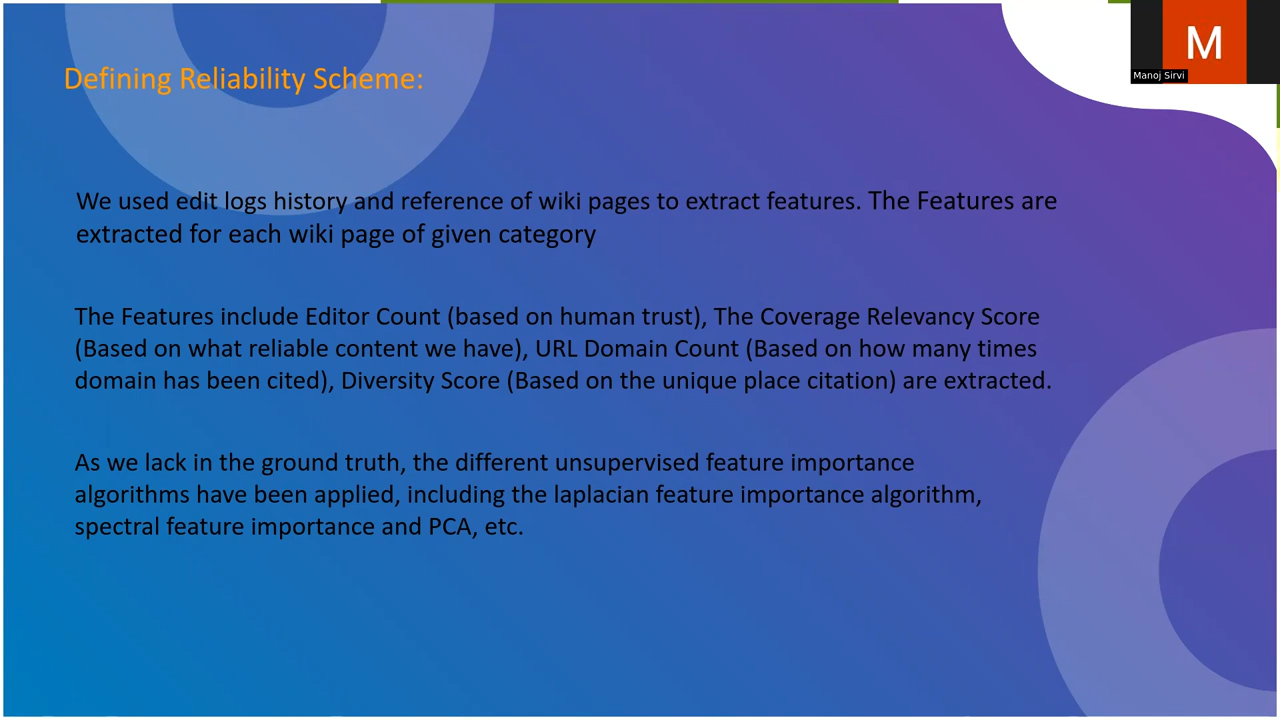 M
Manoj Sirvi
Defining Reliability Scheme:
We used edit logs history and reference of wiki pages to extract features. The Features are
extracted for each wiki page of given category
The Features include Editor Count (based on human trust), The Coverage Relevancy Score
(Based on what reliable content we have), URL Domain Count (Based on how many times
domain has been cited), Diversity Score (Based on the unique place citation) are extracted.
As we lack in the ground truth, the different unsupervised feature importance
algorithms have been applied, including the laplacian feature importance algorithm,
spectral feature importance and PCA, etc.